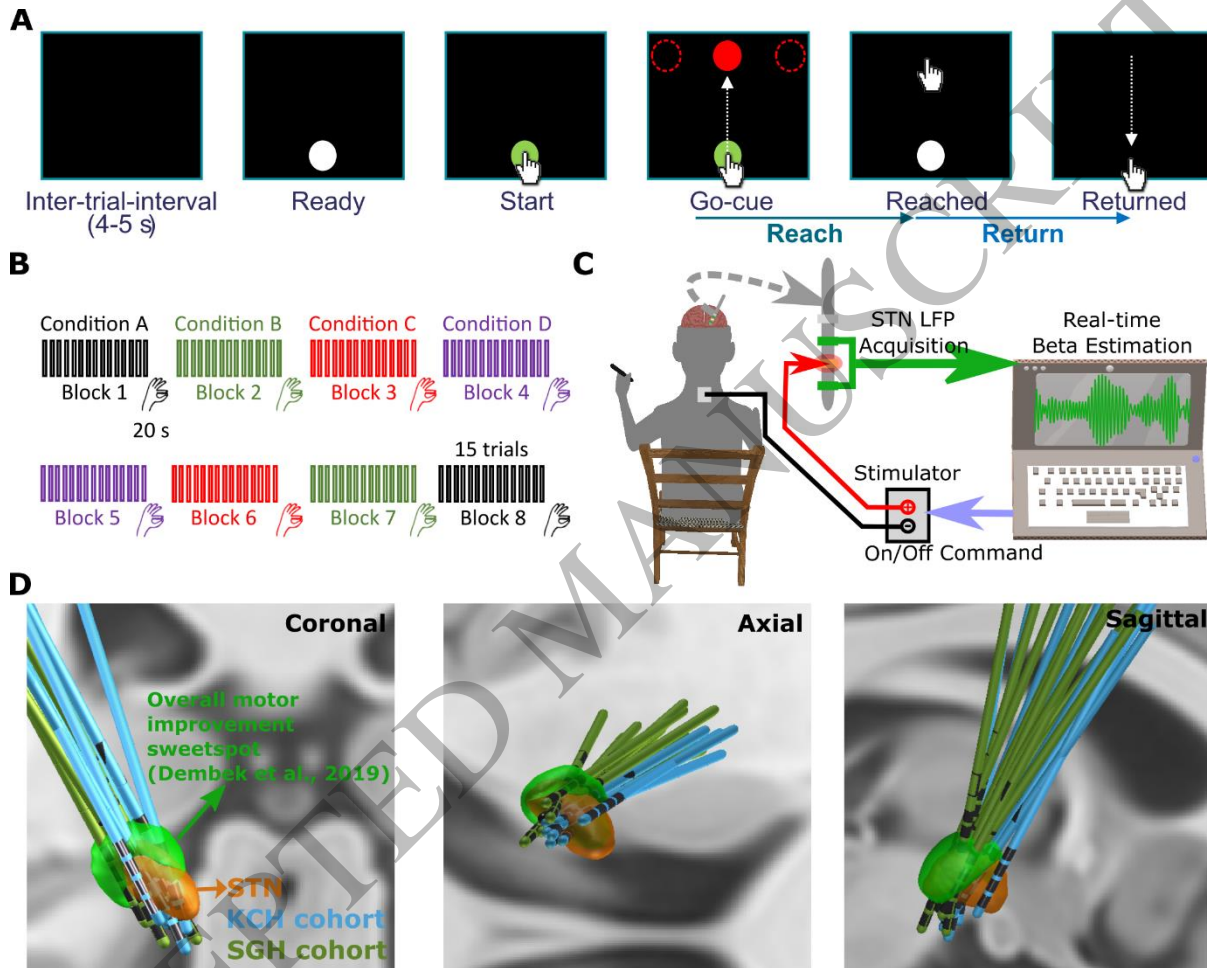 A
Inter-trial-interval
(4-5 s)
Ready
Start
Go-cue
Reached
Returned
Reach
Return
B
Condition A
Condition B
Condition C
Condition D
Block 1
Block 2
Block 3
Block 4
20 s
15 trials
Block 5
Block 6
Block 7
Block 8
C
STN LFP
Acquisition
Real-time
Beta Estimation
Stimulator
On/Off Command
D
Coronal
Overall motor
improvement
sweetspot
(Dembek et al., 2019)
STN
KCH cohort
SGH cohort
Axial
Sagittal
ERTED MANUSCRIPT